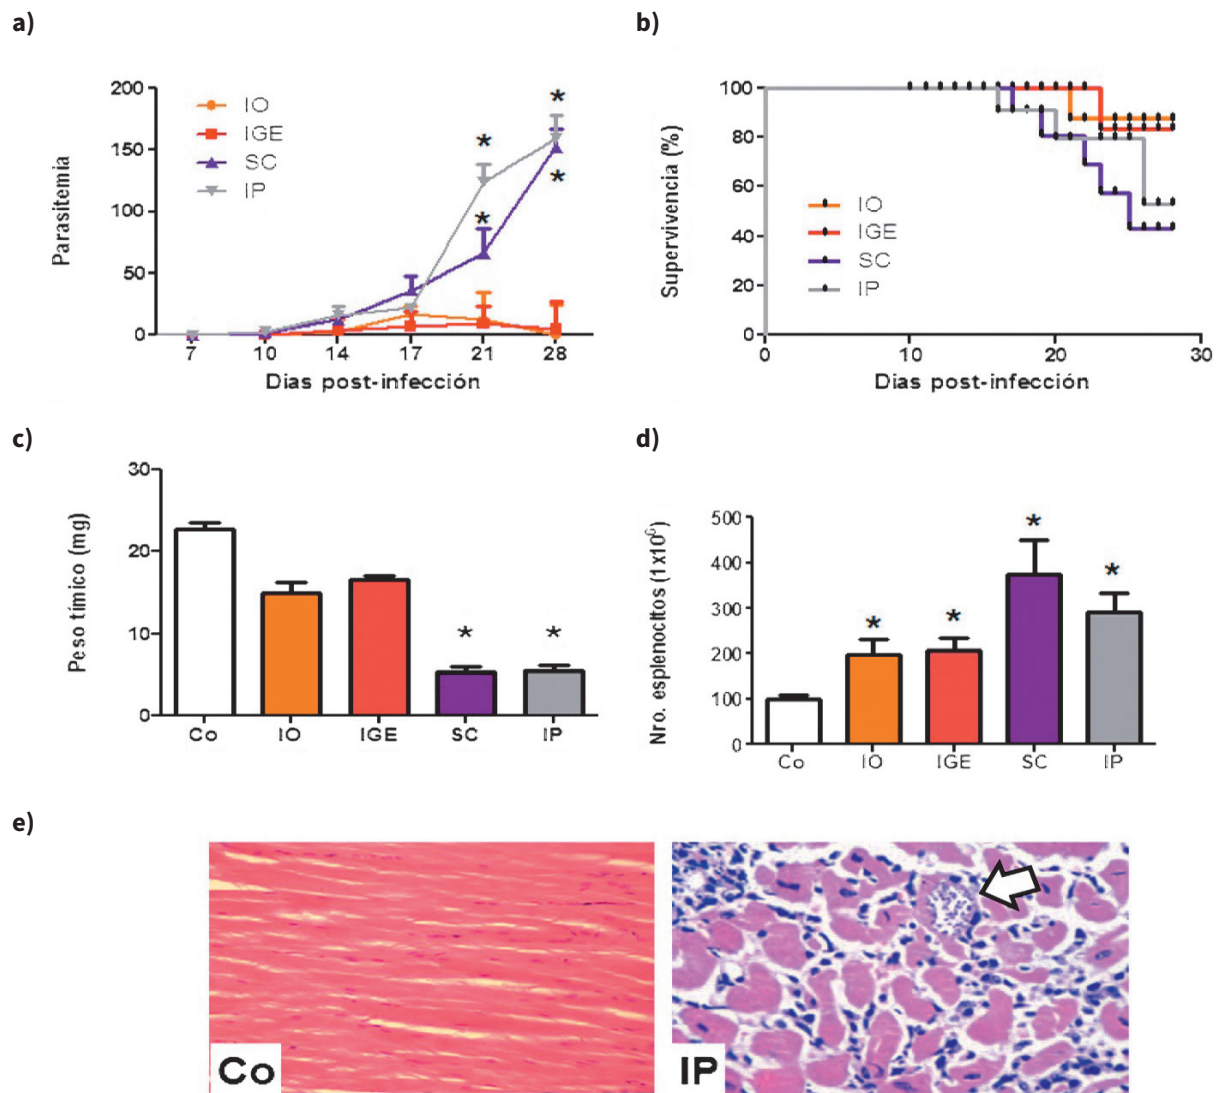 a)
200
150
100
50
0
Parasitemia
IO
IGE
SC
IP
*
*
*
*
7 10 14 17 21 28
Dias post-infección
b)
100
80
60
40
20
0
Supervivencia (%)
IO
IGE
SC
IP
0 10 20 30
Dias post-infección
c)
30
20
10
0
Peso tímico (mg)
* *
Co IO IGE SC IP
d)
500
400
300
200
100
0
Nro. esplenocitos (1x10⁶)
* * * *
Co IO IGE SC IP
e)
Co
IP